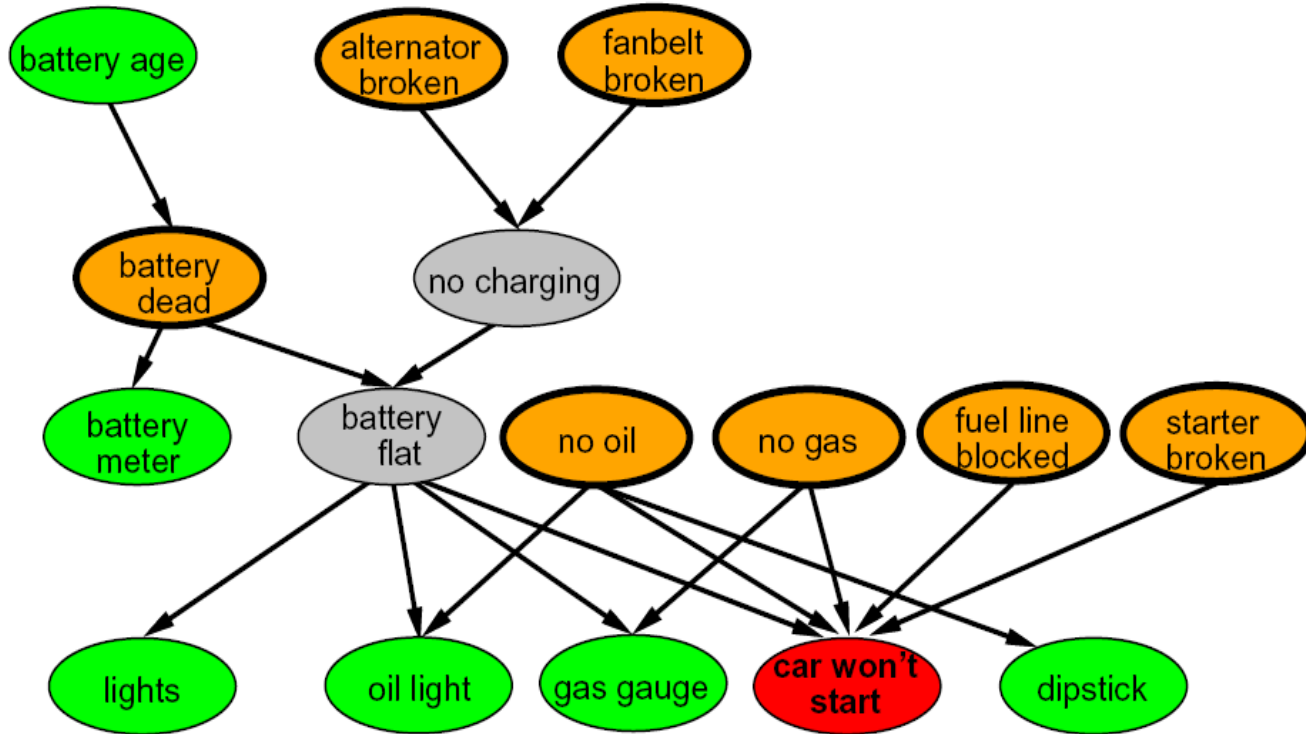 battery age
alternator
broken
fanbelt
broken
battery
dead
no charging
battery
meter
battery
flat
no oil
no gas
fuel line
blocked
starter
broken
lights
oil light
gas gauge
car won't
start
dipstick